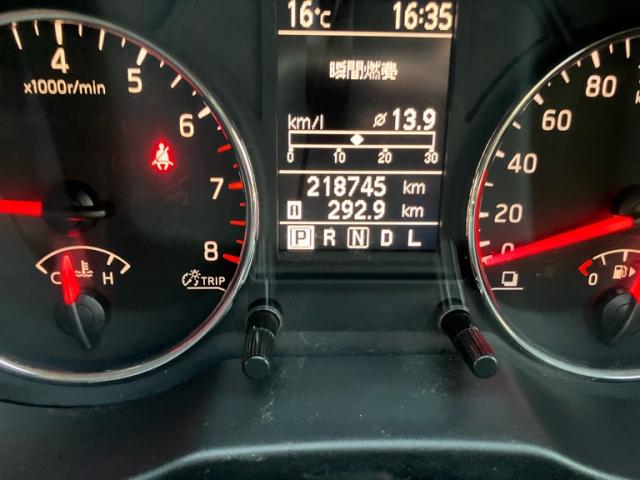 16°C 16:35
瞬間燃費
km/l ⌀ 13.9
0 10 20 30
218745 km
292.9 km
P R N D L
4
5
x1000r/min
6
7
8
C H
TRIP
80
60
40
20
0
0